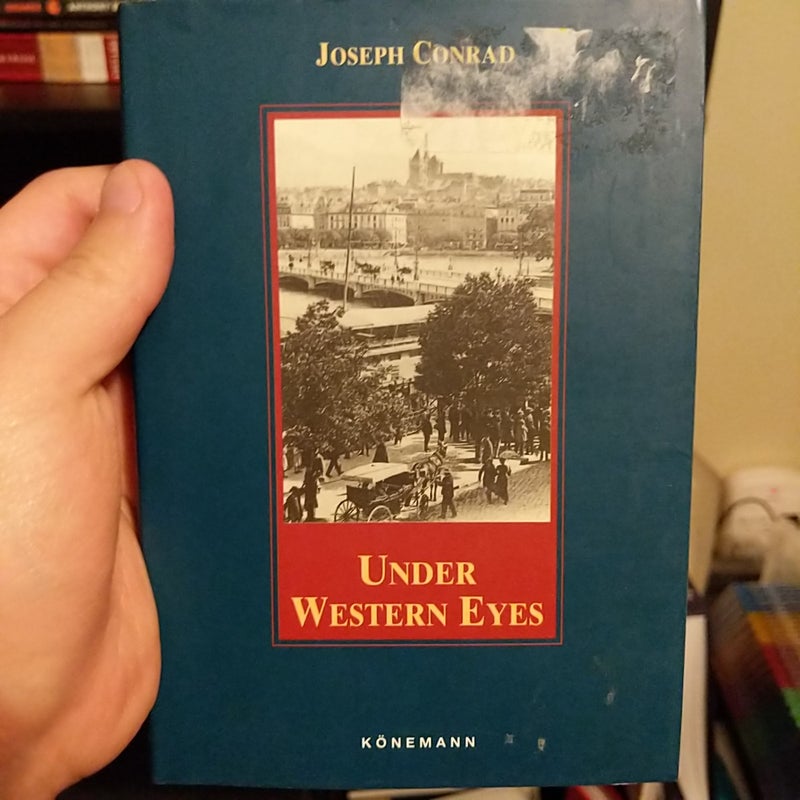 JOSEPH CONRAD
UNDER
WESTERN EYES
KÖNEMANN